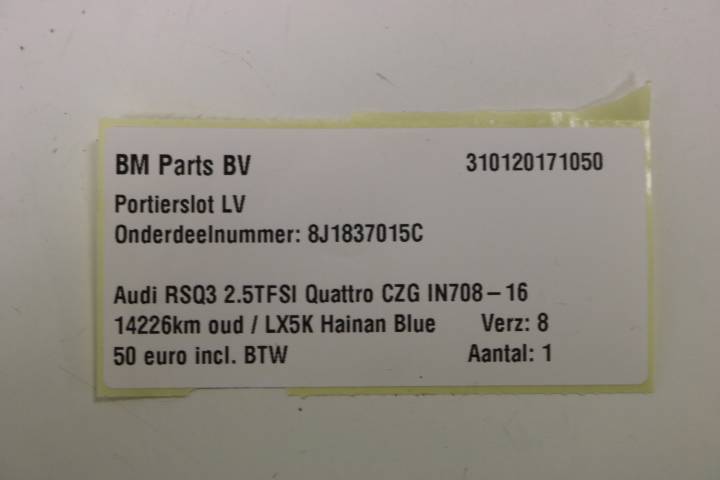 BM Parts BV 310120171050
Portierslot LV
Onderdeelnummer: 8J1837015C
Audi RSQ3 2.5TFSI Quattro CZG IN708-16
14226km oud / LX5K Hainan Blue Verz: 8
50 euro incl. BTW Aantal: 1